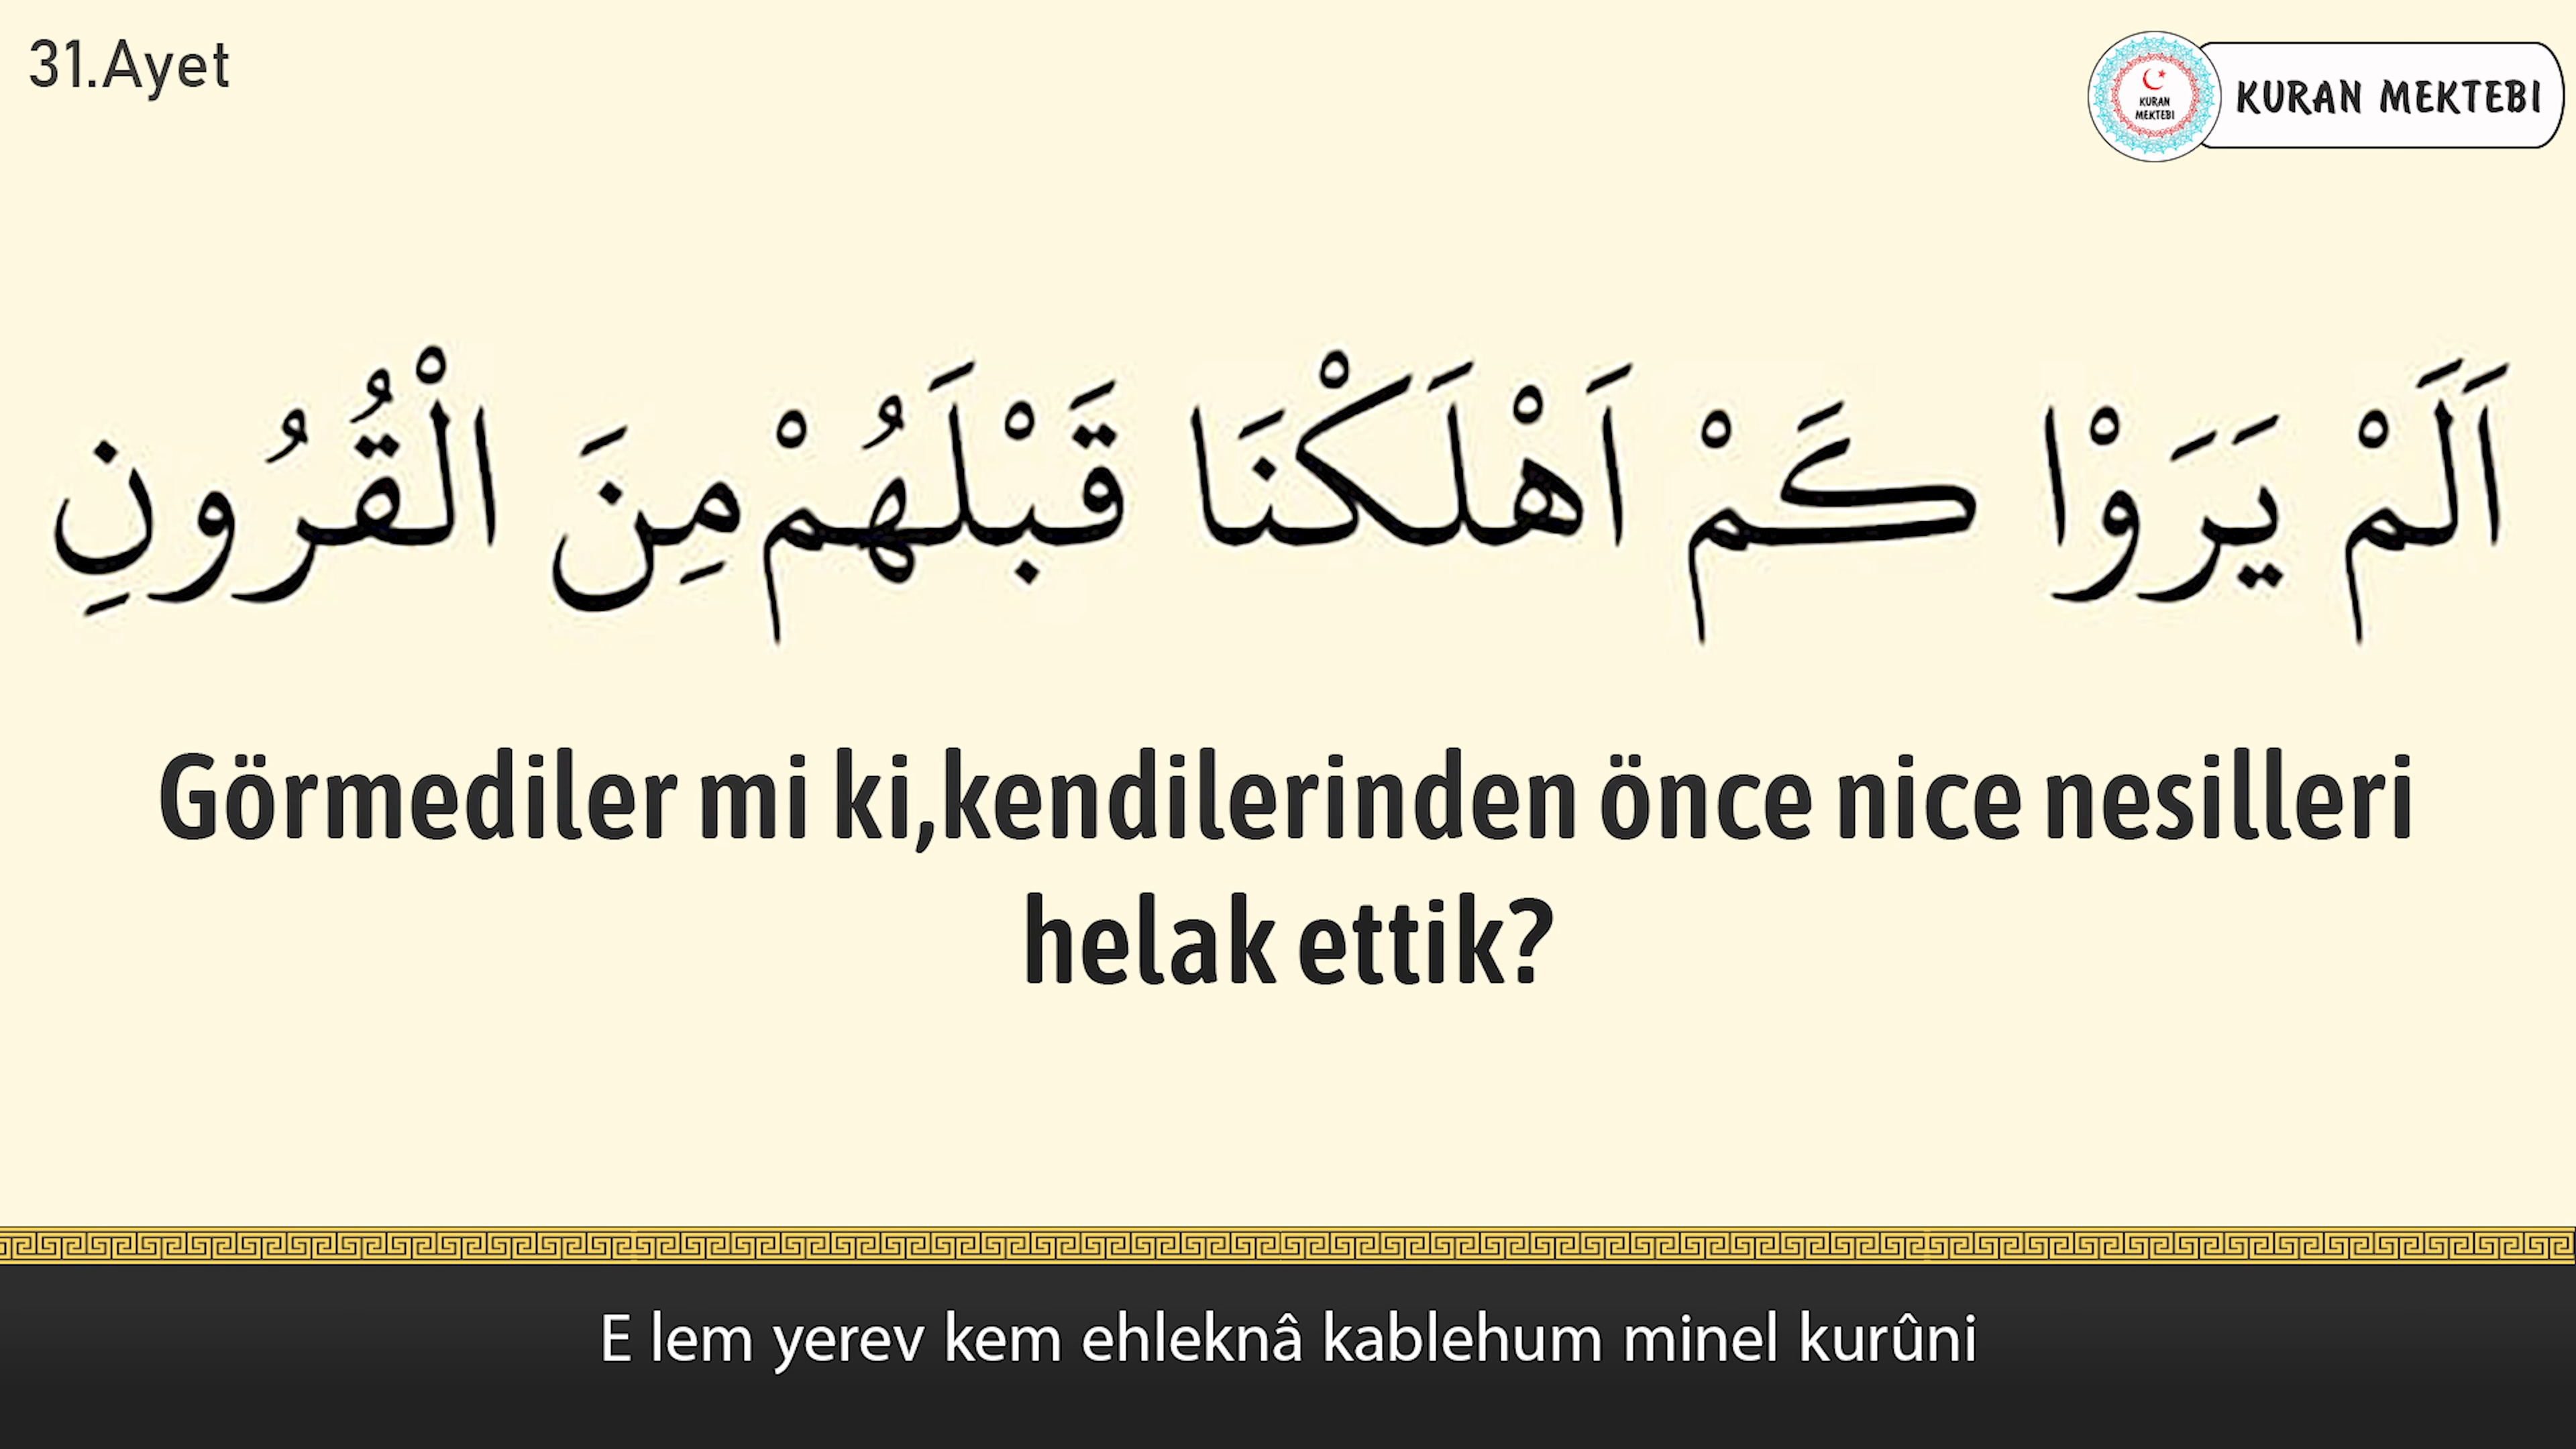 31.Ayet
KURAN
MEKTEBI
KURAN MEKTEBI
اَلَمْ يَرَوْا كَمْ اَهْلَكْنَا قَبْلَهُمْ مِنَ الْقُرُونِ
Görmediler mi ki,kendilerinden önce nice nesilleri
helak ettik?
E lem yerev kem ehleknâ kablehum minel kurûni